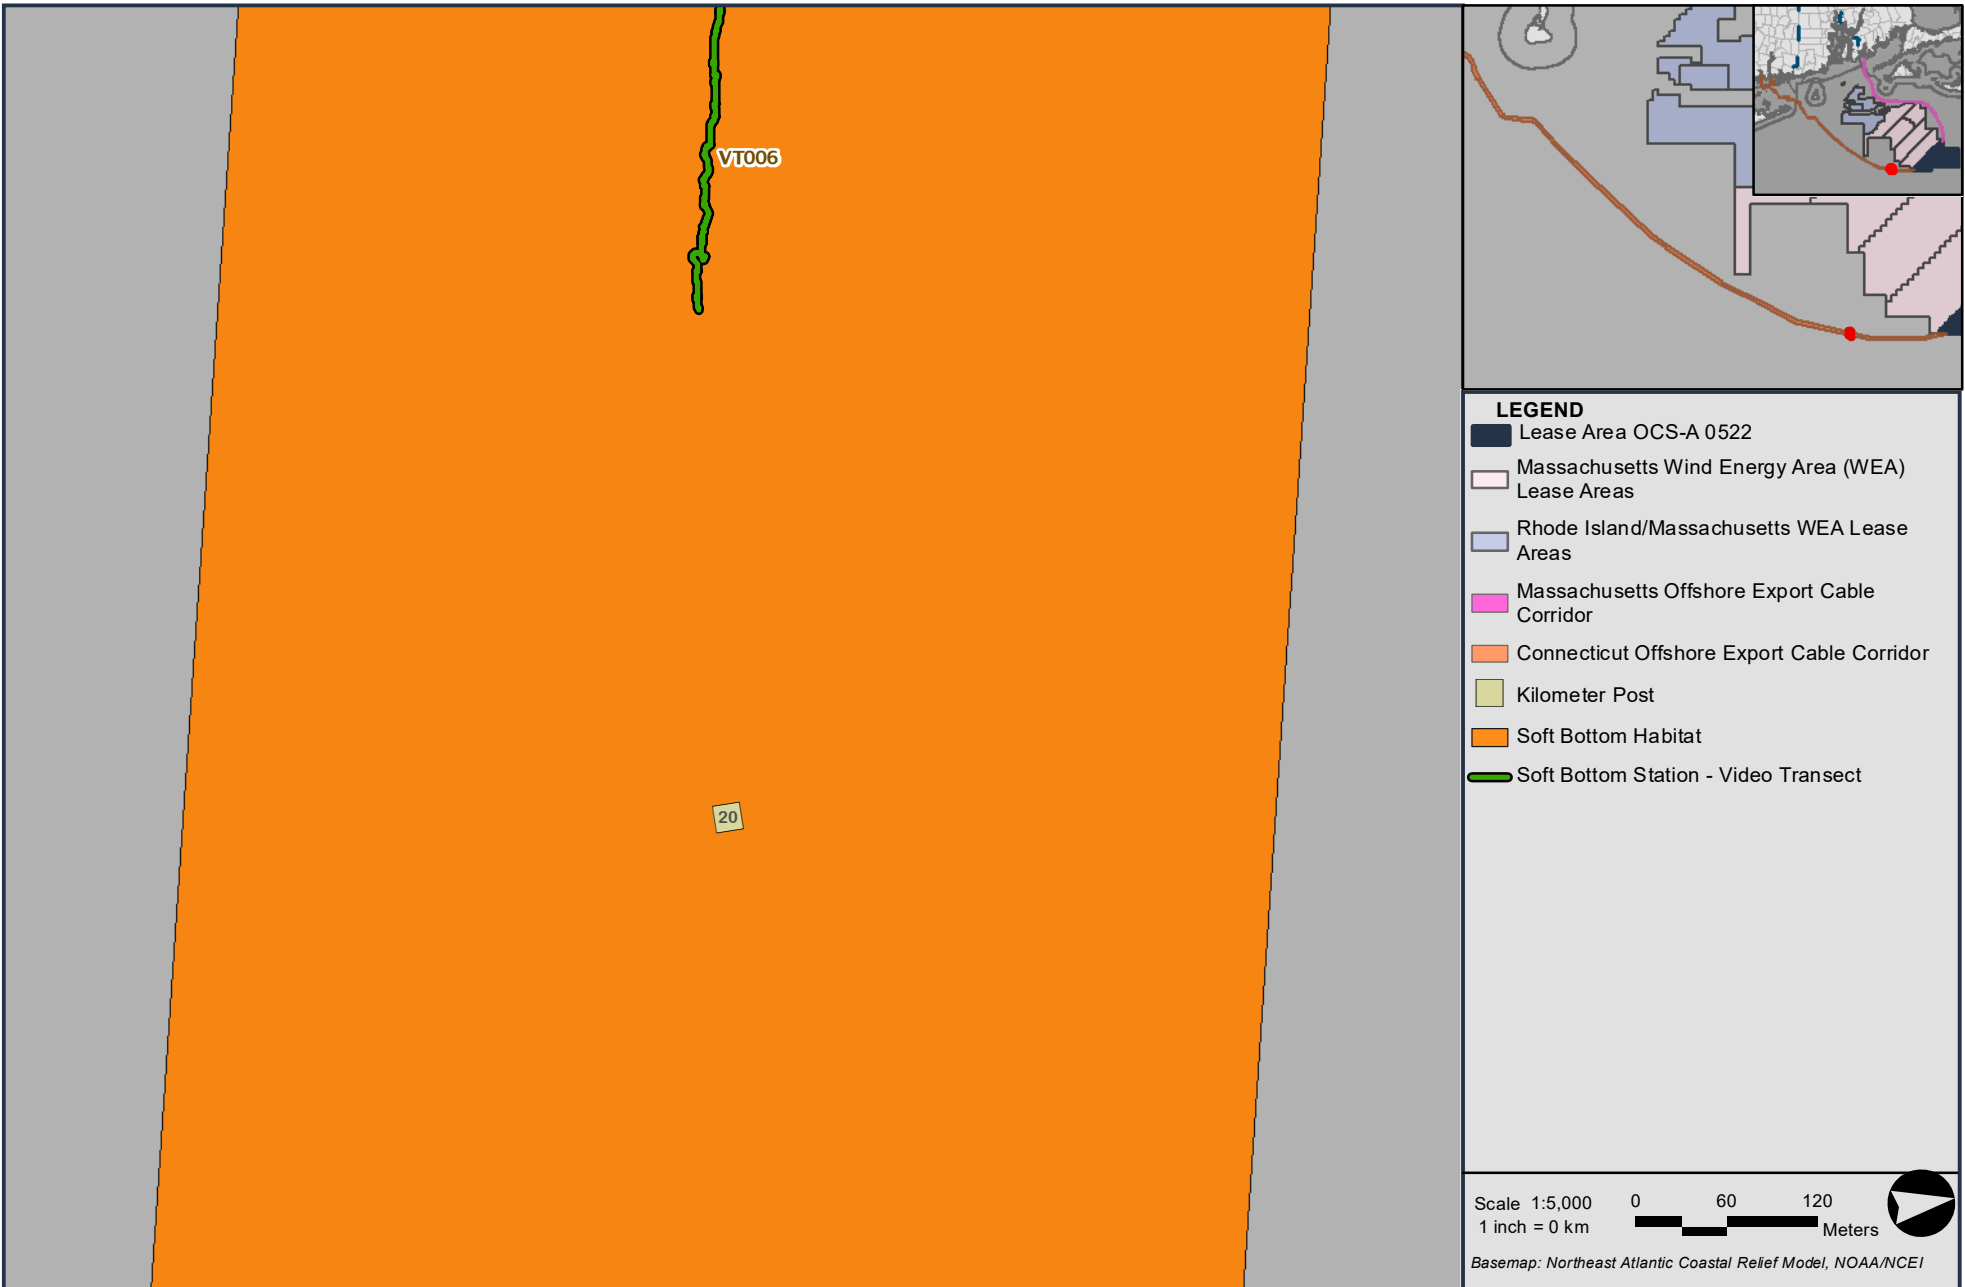 VT006
20
LEGEND
Lease Area OCS-A 0522
Massachusetts Wind Energy Area (WEA)
Lease Areas
Rhode Island/Massachusetts WEA Lease
Areas
Massachusetts Offshore Export Cable
Corridor
Connecticut Offshore Export Cable Corridor
Kilometer Post
Soft Bottom Habitat
Soft Bottom Station - Video Transect
Scale 1:5,000
1 inch = 0 km
0 60 120
Meters
Basemap: Northeast Atlantic Coastal Relief Model, NOAA/NCEI